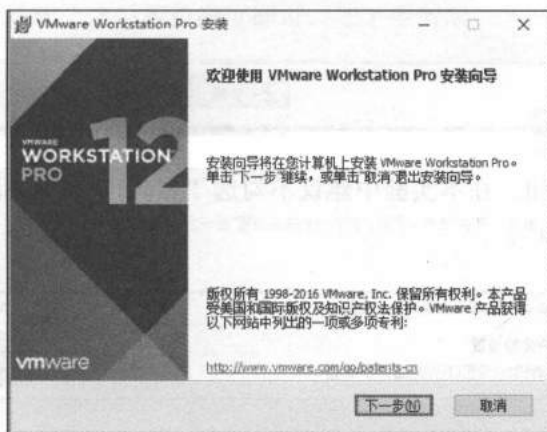 VMware Workstation Pro 安装
欢迎使用 VMware Workstation Pro 安装向导
vmware
WORKSTATION
PRO
12
安装向导将在您计算机上安装 VMware Workstation Pro。
单击"下一步"继续，或单击"取消"退出安装向导。
版权所有 1998-2016 VMware, Inc. 保留所有权利。本产品
受美国和国际版权及知识产权法保护。VMware 产品获得
以下网站中列出的一项或多项专利:
http://www.vmware.com/go/patents-cn
vmware
下一步(N)
取消